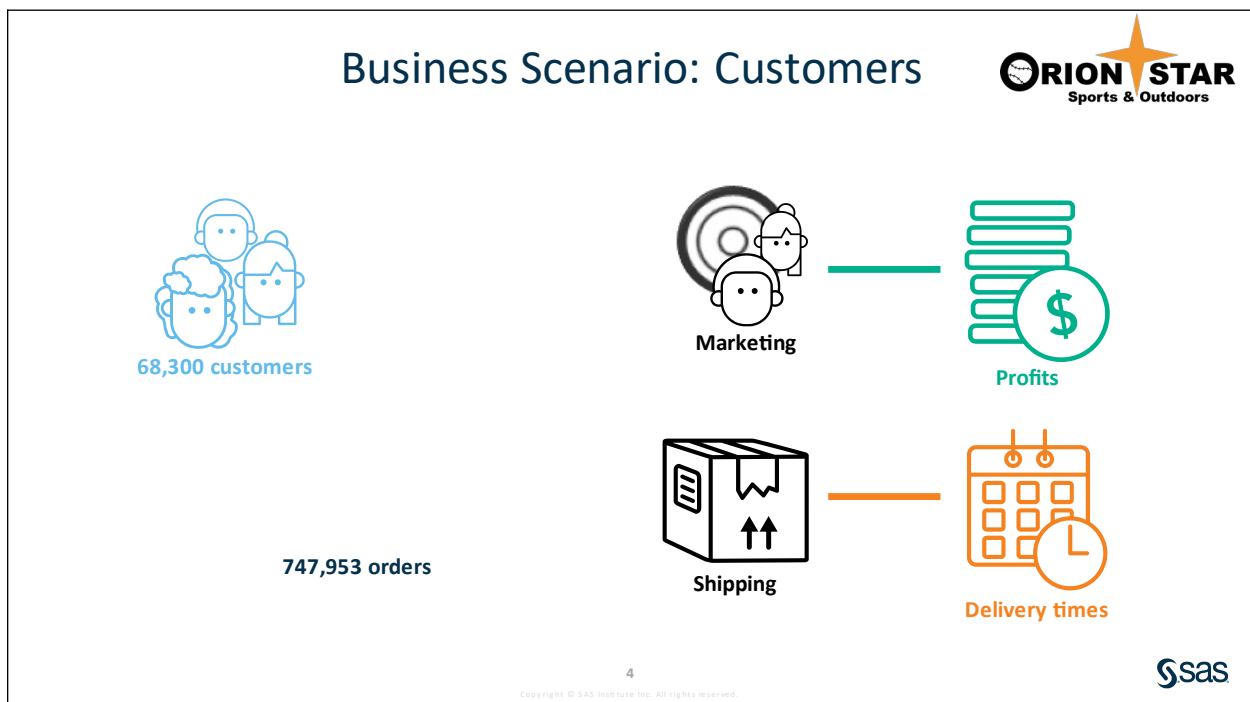 Business Scenario: Customers
ORION STAR
Sports & Outdoors
68,300 customers
Marketing
$
Profits
747,953 orders
Shipping
Delivery times
4
Copyright © SAS Institute Inc. All rights reserved.
sas